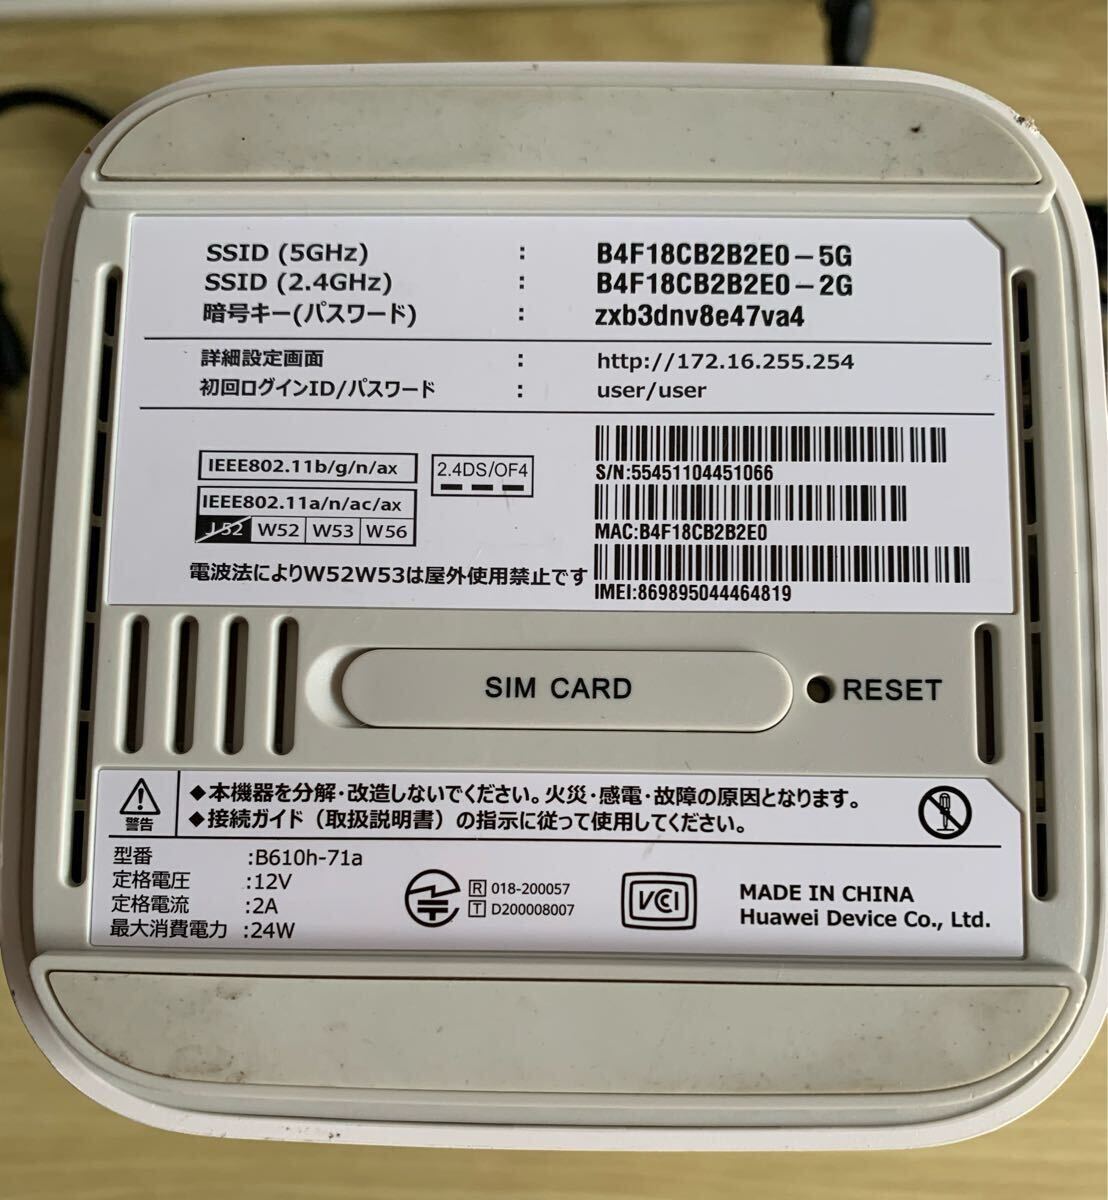 SSID (5GHz) : B4F18CB2B2E0-5G
SSID (2.4GHz) : B4F18CB2B2E0-2G
暗号キー(パスワード) : zxb3dnv8e47va4
詳細設定画面 : http://172.16.255.254
初回ログインID/パスワード : user/user
IEEE802.11b/g/n/ax
2.4DS/OF4
IEEE802.11a/n/ac/ax
J52 W52 W53 W56
電波法によりW52W53は屋外使用禁止です
S/N:55451104451066
MAC:B4F18CB2B2E0
IMEI:869895044464819
SIM CARD
RESET
警告
◆本機器を分解・改造しないでください。火災・感電・故障の原因となります。
◆接続ガイド(取扱説明書)の指示に従って使用してください。
型番 :B610h-71a
定格電圧 :12V
定格電流 :2A
最大消費電力 :24W
R 018-200057
T D200008007
VCCI
MADE IN CHINA
Huawei Device Co., Ltd.